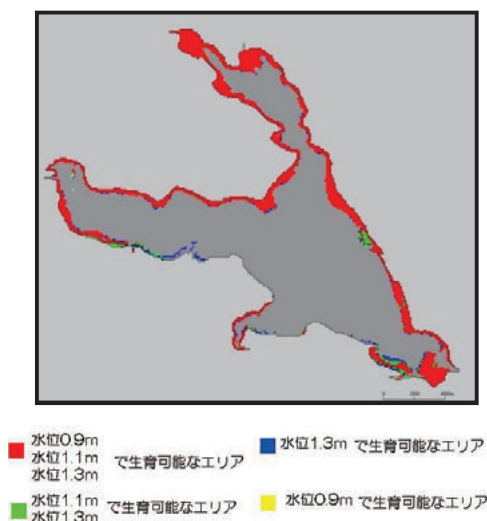 水位0.9m
水位1.1m
水位1.3m
で生育可能なエリア
水位1.3m で生育可能なエリア
水位1.1m
水位1.3m
で生育可能なエリア
水位0.9m で生育可能なエリア